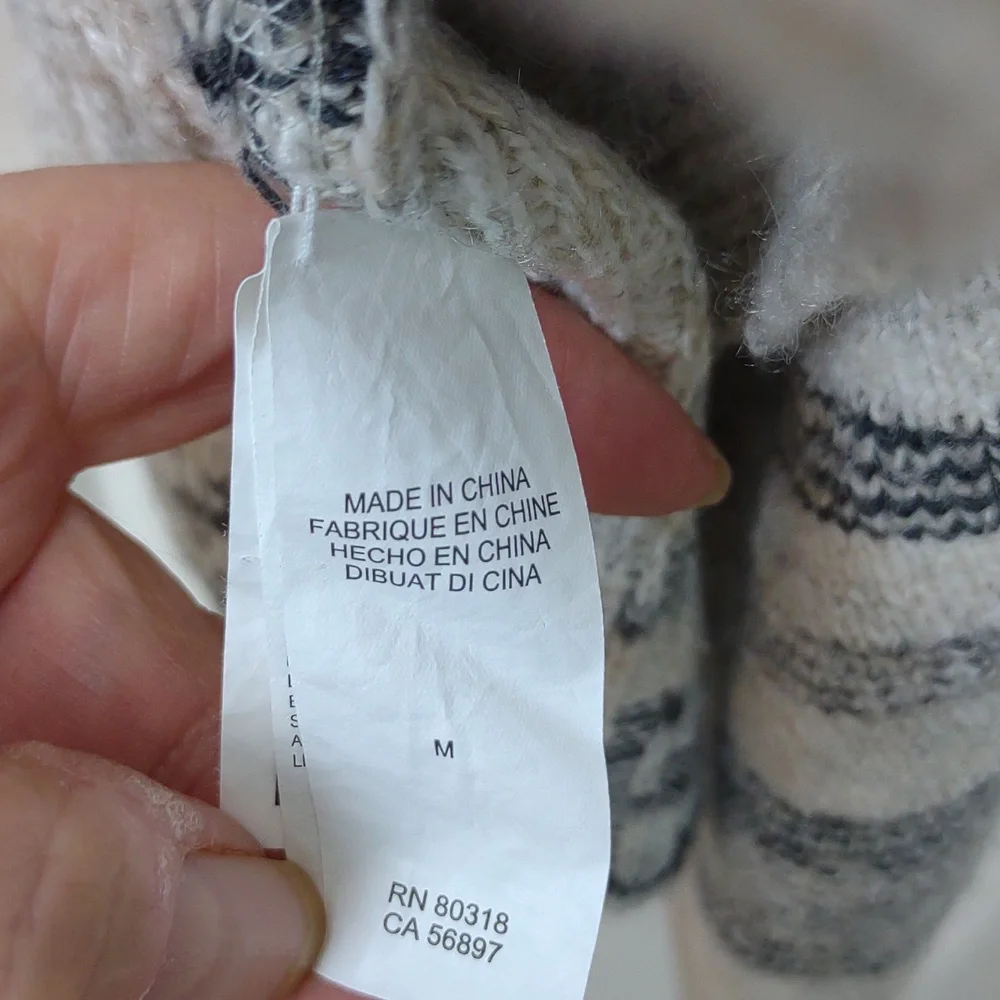 MADE IN CHINA
FABRIQUE EN CHINE
HECHO EN CHINA
DIBUAT DI CINA
M
RN 80318
CA 56897